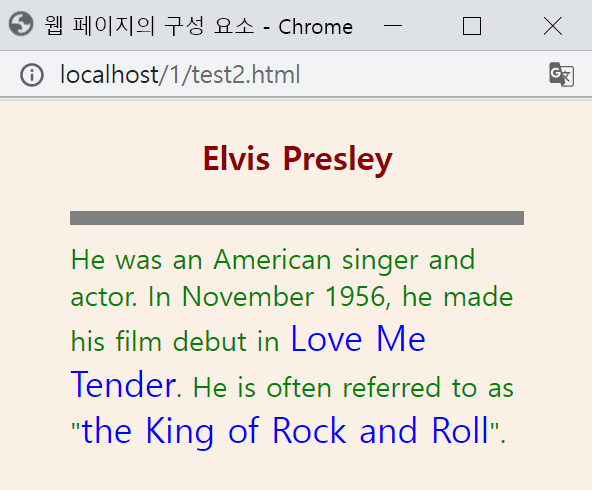 웹 페이지의 구성 요소 - Chrome
localhost/1/test2.html
Elvis Presley
He was an American singer and
actor. In November 1956, he made
his film debut in Love Me
Tender. He is often referred to as
"the King of Rock and Roll".